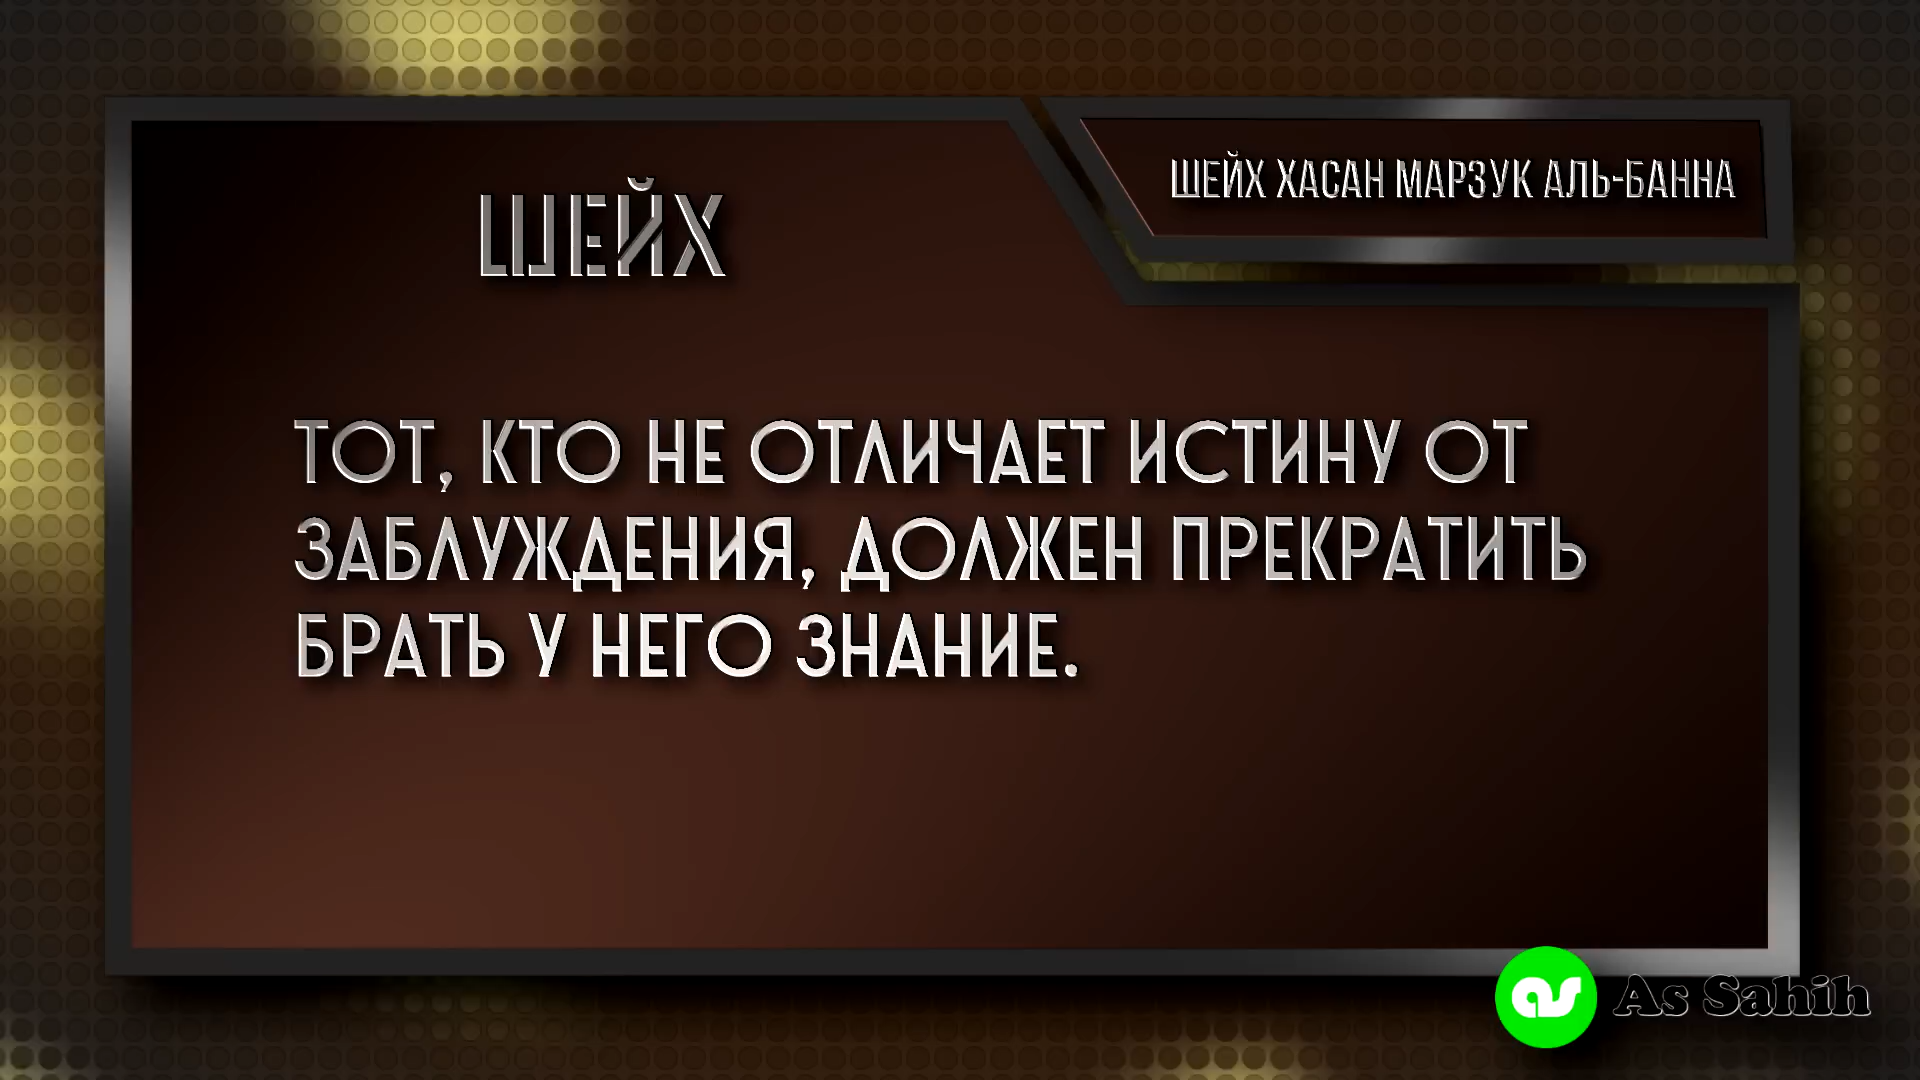 ШЕЙХ ХАСАН МАРЗУК АЛЬ-БАННА
ШЕЙХ
ТОТ, КТО НЕ ОТЛИЧАЕТ ИСТИНУ ОТ
ЗАБЛУЖДЕНИЯ, ДОЛЖЕН ПРЕКРАТИТЬ
БРАТЬ У НЕГО ЗНАНИЕ.
as As Sahih